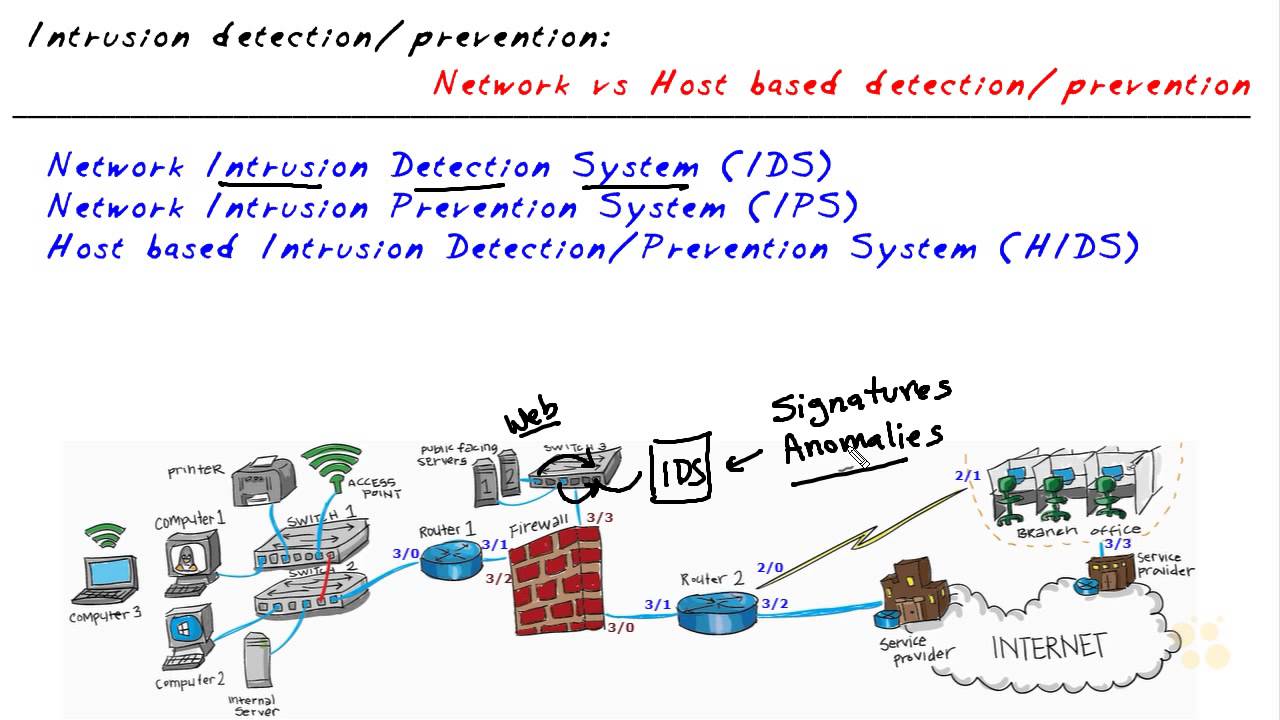 Intrusion detection/prevention:
Network vs Host based detection/prevention
Network Intrusion Detection System (IDS)
Network Intrusion Prevention System (IPS)
Host based Intrusion Detection/Prevention System (HIDS)
Signatures
Anomalies
Web
IDS
PUBLIC FACING
SERVERS
1
2
SWITCH 3
PRINTER
ACCESS
POINT
COMPUTER 1
SWITCH 1
SWITCH 2
COMPUTER 3
COMPUTER 2
INTERNAL
SERVER
ROUTER 1
3/0
3/1
3/2
FIREWALL
3/3
3/0
ROUTER 2
3/1
2/0
3/2
2/1
BRANCH OFFICE
3/3
SERVICE
PROVIDER
SERVICE
PROVIDER
INTERNET